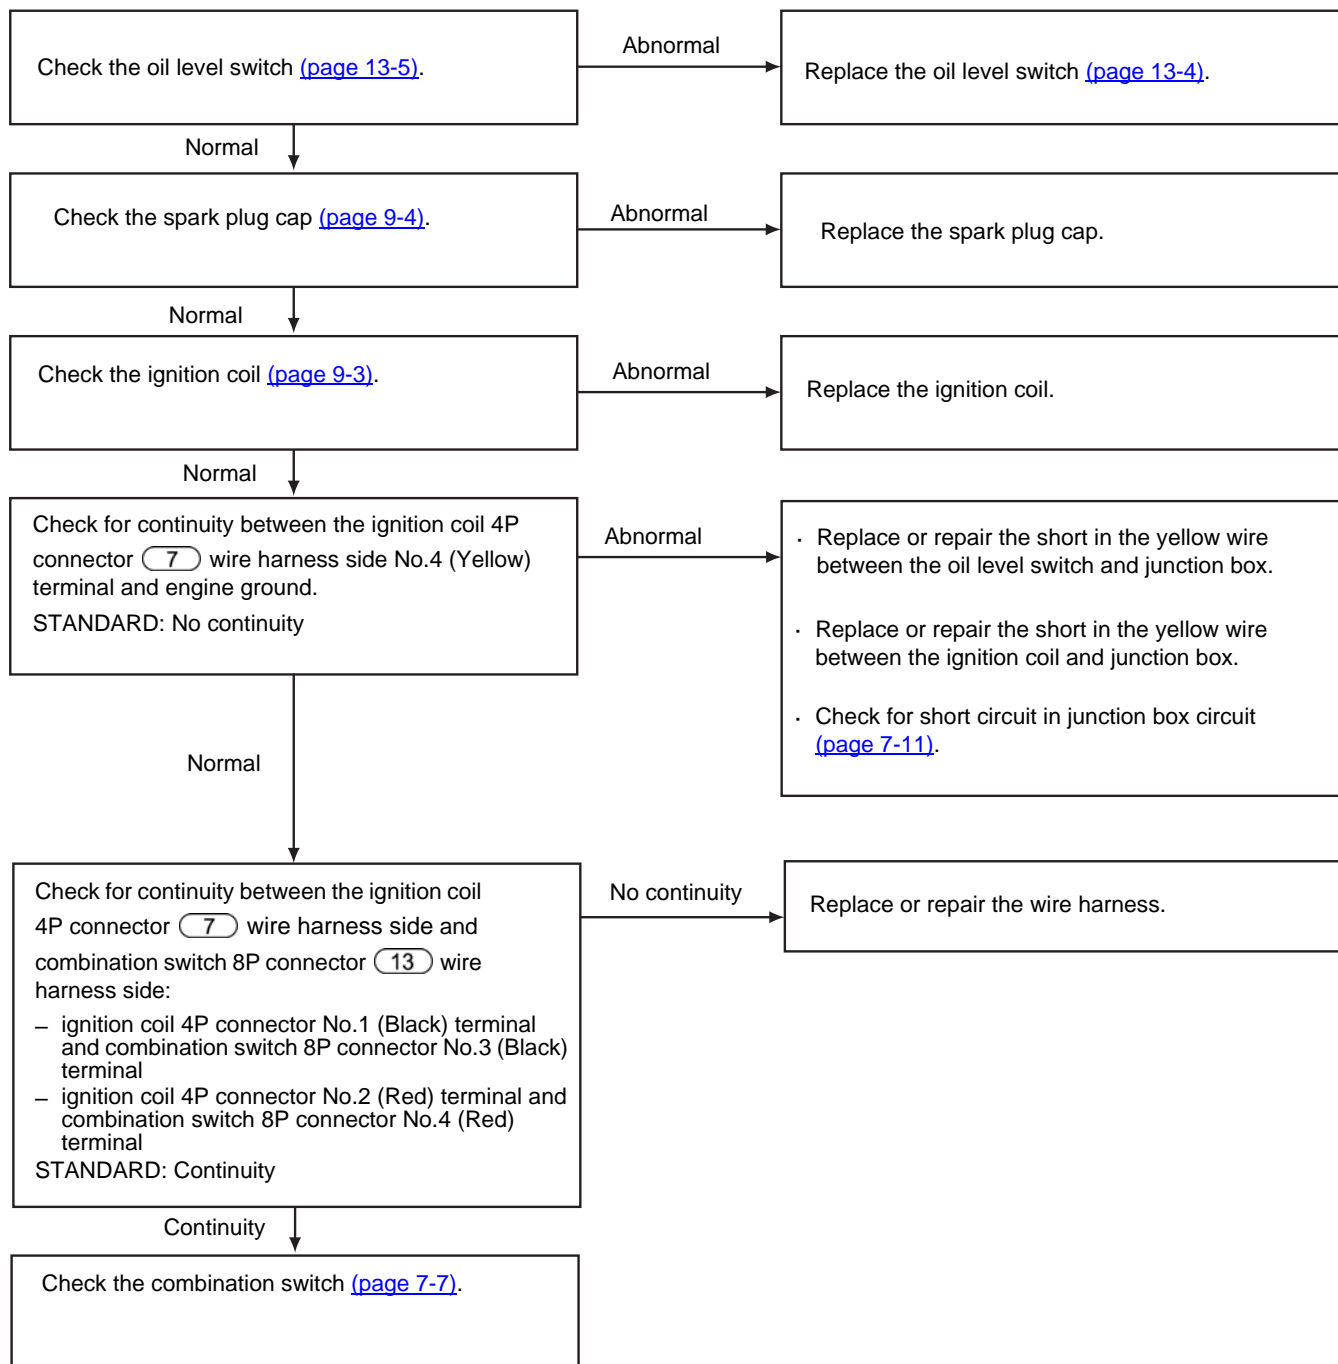 Check the oil level switch (page 13-5).
Abnormal
Replace the oil level switch (page 13-4).
Normal
Check the spark plug cap (page 9-4).
Abnormal
Replace the spark plug cap.
Normal
Check the ignition coil (page 9-3).
Abnormal
Replace the ignition coil.
Normal
Check for continuity between the ignition coil 4P
connector 7 wire harness side No.4 (Yellow)
terminal and engine ground.
STANDARD: No continuity
Abnormal
· Replace or repair the short in the yellow wire
between the oil level switch and junction box.
· Replace or repair the short in the yellow wire
between the ignition coil and junction box.
· Check for short circuit in junction box circuit
(page 7-11).
Normal
Check for continuity between the ignition coil
4P connector 7 wire harness side and
combination switch 8P connector 13 wire
harness side:
– ignition coil 4P connector No.1 (Black) terminal
and combination switch 8P connector No.3 (Black)
terminal
– ignition coil 4P connector No.2 (Red) terminal and
combination switch 8P connector No.4 (Red)
terminal
STANDARD: Continuity
No continuity
Replace or repair the wire harness.
Continuity
Check the combination switch (page 7-7).